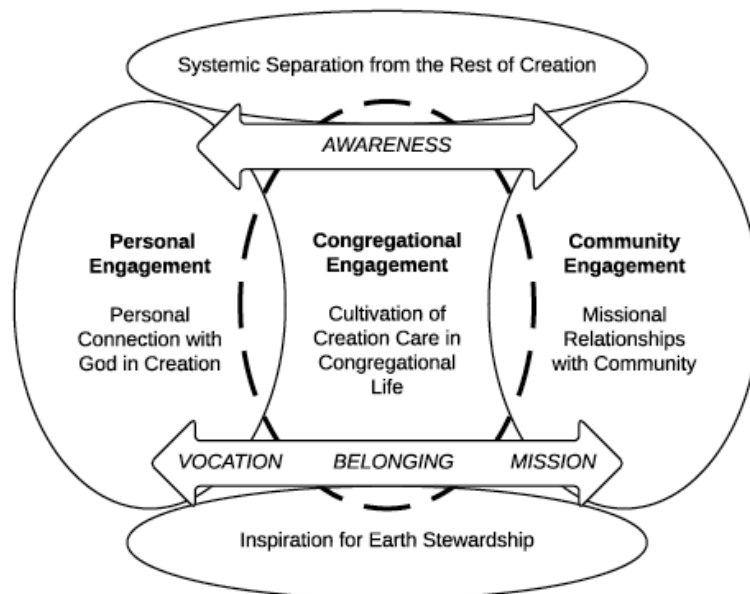 Systemic Separation from the Rest of Creation
AWARENESS
Personal
Engagement
Personal
Connection with
God in Creation
Congregational
Engagement
Cultivation of
Creation Care in
Congregational
Life
Community
Engagement
Missional
Relationships
with Community
VOCATION BELONGING MISSION
Inspiration for Earth Stewardship